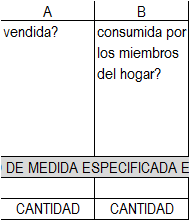 A B
vendida? consumida por
los miembros
del hogar?
DE MEDIDA ESPECIFICADA E
CANTIDAD CANTIDAD